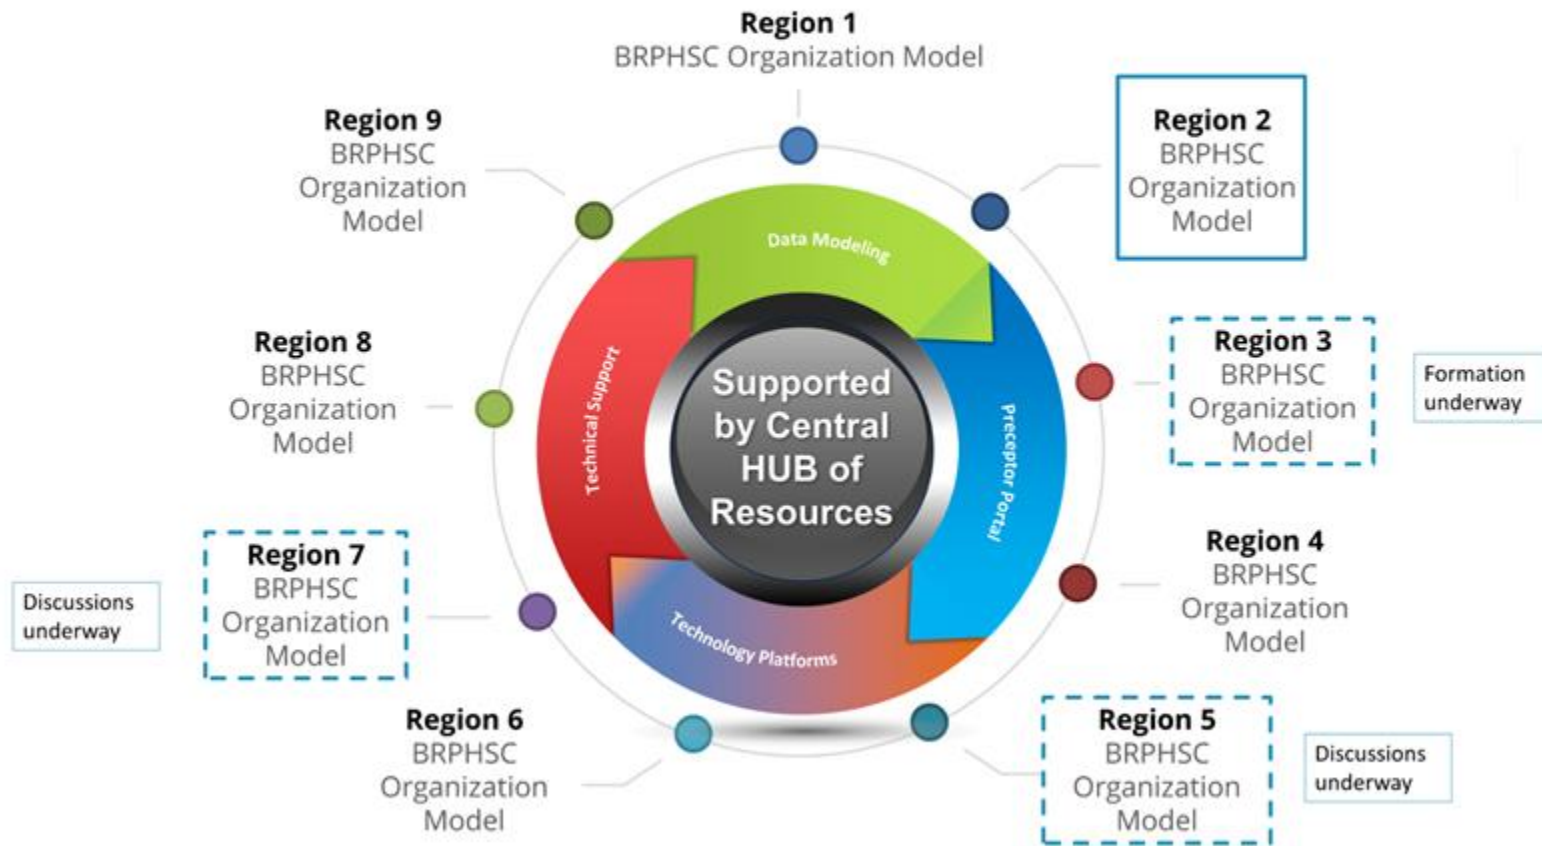 Region 1
BRPHSC Organization Model
Region 2
BRPHSC
Organization
Model
Region 3
BRPHSC
Organization
Model
Formation
underway
Region 4
BRPHSC
Organization
Model
Region 5
BRPHSC
Organization
Model
Discussions
underway
Region 6
BRPHSC
Organization
Model
Region 7
BRPHSC
Organization
Model
Discussions
underway
Region 8
BRPHSC
Organization
Model
Region 9
BRPHSC
Organization
Model
Data Modeling
Preceptor Portal
Technology Platforms
Technical Support
Supported
by Central
HUB of
Resources